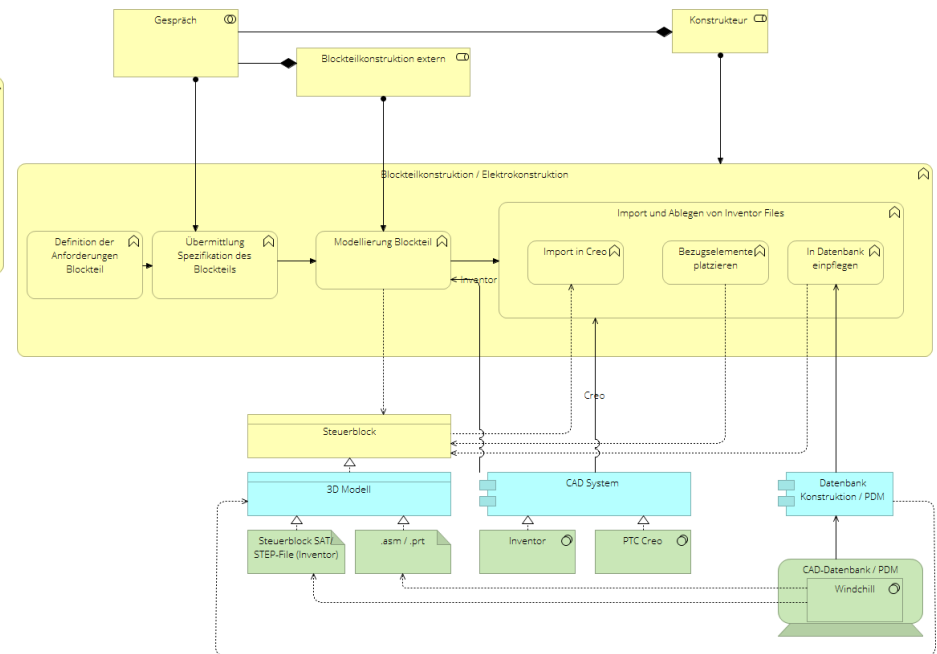 Gespräch
Konstrukteur
Blockteilkonstruktion extern
Blockteilkonstruktion / Elektrokonstruktion
Import und Ablegen von Inventor Files
Definition der
Anforderungen
Blockteil
Übermittlung
Spezifikation des
Blockteils
Modellierung Blockteil
Import in Creo
Bezugselemente
platzieren
In Datenbank
einpflegen
Inventor
Creo
Steuerblock
3D Modell
CAD System
Datenbank
Konstruktion / PDM
Steuerblock SAT/
STEP-File (Inventor)
.asm / .prt
Inventor
PTC Creo
CAD-Datenbank / PDM
Windchill